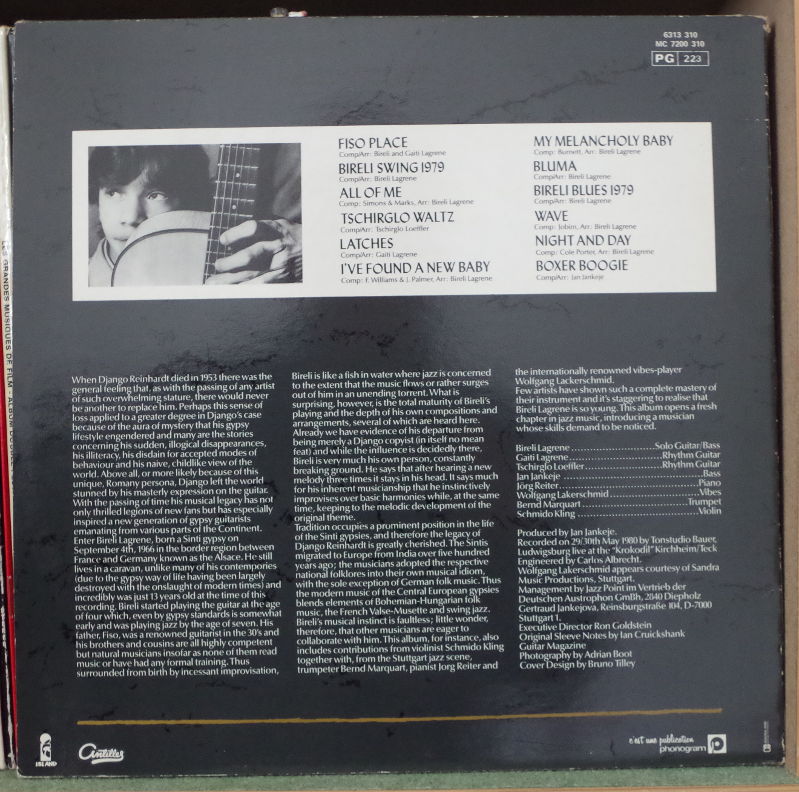 6313 310
MC 7200 310
PG 223
FISO PLACE
Comp/Arr: Bireli and Gaiti Lagrene
BIRELI SWING 1979
Comp/Arr: Bireli Lagrene
ALL OF ME
Comp: Simons & Marks, Arr: Bireli Lagrene
TSCHIRGLO WALTZ
Comp/Arr: Tschirglo Loeffler
LATCHES
Comp/Arr: Gaiti Lagrene
I'VE FOUND A NEW BABY
Comp: F. Williams & J. Palmer, Arr: Bireli Lagrene
MY MELANCHOLY BABY
Comp: Burnett, Arr: Bireli Lagrene
BLUMA
Comp/Arr: Bireli Lagrene
BIRELI BLUES 1979
Comp/Arr: Bireli Lagrene
WAVE
Comp: Jobim, Arr: Bireli Lagrene
NIGHT AND DAY
Comp: Cole Porter, Arr: Bireli Lagrene
BOXER BOOGIE
Comp/Arr: Jan Jankeje
When Django Reinhardt died in 1953 there was the
general feeling that, as with the passing of any artist
of such overwhelming stature, there would never
be another to replace him. Perhaps this sense of
loss applied to a greater degree in Django's case
because of the aura of mystery that his gypsy
lifestyle engendered and many are the stories
concerning his sudden, illogical disappearances,
his illiteracy, his disdain for accepted modes of
behaviour and his naive, childlike view of the
world. Above all, or more likely because of this
unique, Romany persona, Django left the world
stunned by his masterly expression on the guitar.
With the passing of time his musical legacy has not
only thrilled legions of new fans but has especially
inspired a new generation of gypsy guitarists
emanating from various parts of the Continent.
Enter Bireli Lagrene, born a Sinti gypsy on
September 4th, 1966 in the border region between
France and Germany known as the Alsace. He still
lives in a caravan, unlike many of his contempories
(due to the gypsy way of life having been largely
destroyed with the onslaught of modern times) and
incredibly was just 13 years old at the time of this
recording. Bireli started playing the guitar at the age
of four which, even by gypsy standards is somewhat
early and was playing jazz by the age of seven. His
father, Fiso, was a renowned guitarist in the 30's and
his brothers and cousins are all highly competent
but natural musicians insofar as none of them read
music or have had any formal training. Thus
surrounded from birth by incessant improvisation,
Bireli is like a fish in water where jazz is concerned
to the extent that the music flows or rather surges
out of him in an unending torrent. What is
surprising, however, is the total maturity of Bireli's
playing and the depth of his own compositions and
arrangements, several of which are heard here.
Already we have evidence of his departure from
being merely a Django copyist (in itself no mean
feat) and while the influence is decidedly there,
Bireli is very much his own person, constantly
breaking ground. He says that after hearing a new
melody three times it stays in his head. It says much
for his inherent musicianship that he instinctively
improvises over basic harmonies while, at the same
time, keeping to the melodic development of the
original theme.
Tradition occupies a prominent position in the life
of the Sinti gypsies, and therefore the legacy of
Django Reinhardt is greatly cherished. The Sintis
migrated to Europe from India over five hundred
years ago; the musicians adopted the respective
national folklores into their own musical idiom,
with the sole exception of German folk music. Thus
the modern music of the Central European gypsies
blends elements of Bohemian-Hungarian folk
music, the French Valse-Musette and swing jazz.
Bireli's musical instinct is faultless; little wonder,
therefore, that other musicians are eager to
collaborate with him. This album, for instance, also
includes contributions from violinist Schmido Kling
together with, from the Stuttgart jazz scene,
trumpeter Bernd Marquart, pianist Jorg Reiter and
the internationally renowned vibes-player
Wolfgang Lackerschmid.
Few artists have shown such a complete mastery of
their instrument and it's staggering to realise that
Bireli Lagrene is so young. This album opens a fresh
chapter in jazz music, introducing a musician
whose skills demand to be noticed.
Bireli Lagrene ........ Solo Guitar/Bass
Gaiti Lagrene ........ Rhythm Guitar
Tschirglo Loeffler ........ Rhythm Guitar
Jan Jankeje ........ Bass
Jorg Reiter ........ Piano
Wolfgang Lakerschmid ........ Vibes
Bernd Marquart ........ Trumpet
Schmido Kling ........ Violin
Produced by Jan Jankeje.
Recorded on 29/30th May 1980 by Tonstudio Bauer,
Ludwigsburg live at the "Krokodil" Kirchheim/Teck
Engineered by Carlos Albrecht.
Wolfgang Lakerschmid appears courtesy of Sandra
Music Productions, Stuttgart.
Management by Jazz Point im Vertrieb der
Deutschen Austrophon GmBh, 2840 Diepholz
Gertraud Jankejova, Reinsburgstraße 104, D-7000
Stuttgart 1.
Executive Director Ron Goldstein
Original Sleeve Notes by Ian Cruickshank
Guitar Magazine
Photography by Adrian Boot
Cover Design by Bruno Tilley
ISLAND
Antilles
c'est une publication
phonogram
LES GRANDES MUSIQUES DE FILM - ALBUM DOUBLE